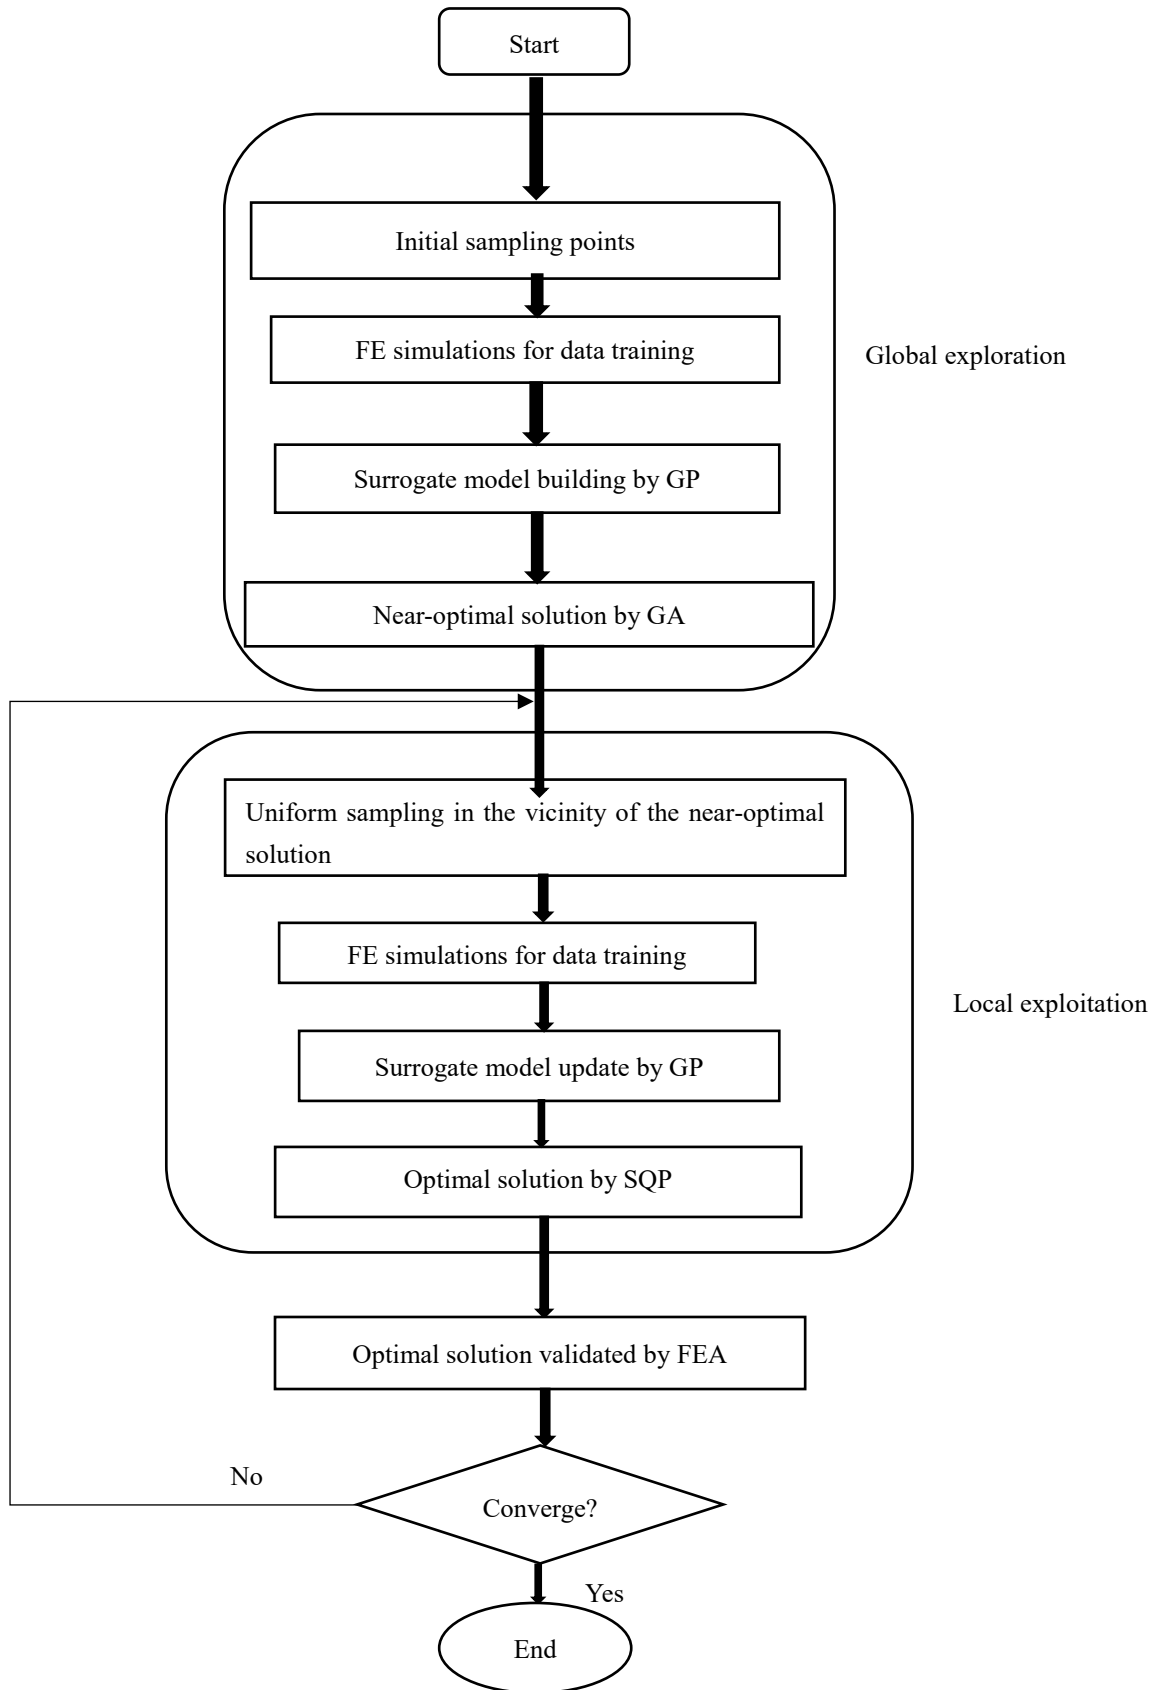 Start
Initial sampling points
FE simulations for data training
Global exploration
Surrogate model building by GP
Near-optimal solution by GA
Uniform sampling in the vicinity of the near-optimal
solution
FE simulations for data training
Local exploitation
Surrogate model update by GP
Optimal solution by SQP
Optimal solution validated by FEA
No
Converge?
Yes
End